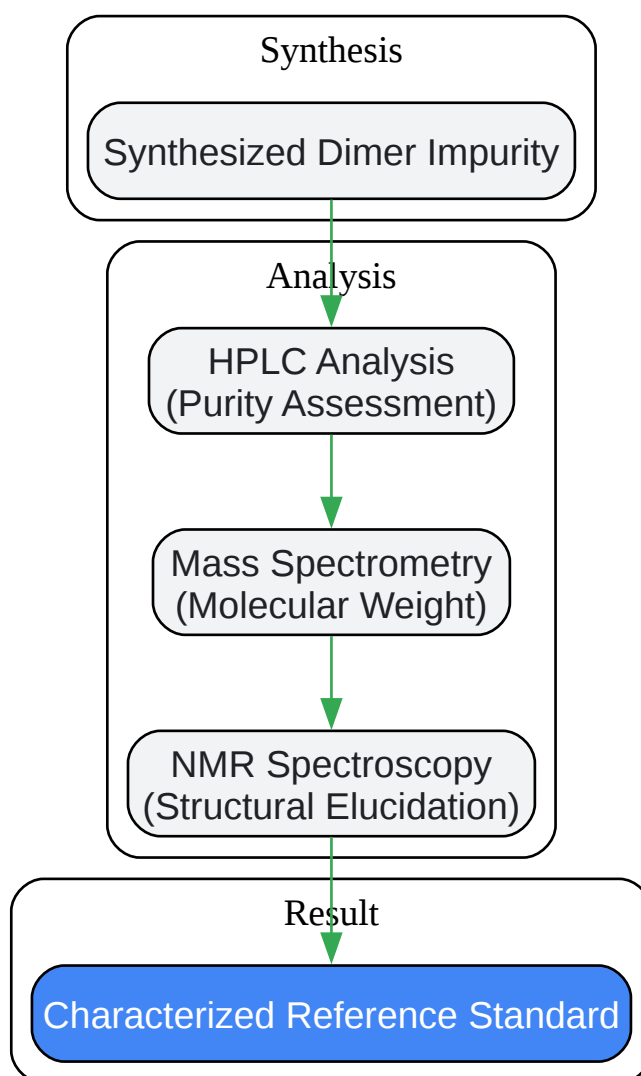 Synthesis
Synthesized Dimer Impurity
Analysis
HPLC Analysis
(Purity Assessment)
Mass Spectrometry
(Molecular Weight)
NMR Spectroscopy
(Structural Elucidation)
Result
Characterized Reference Standard